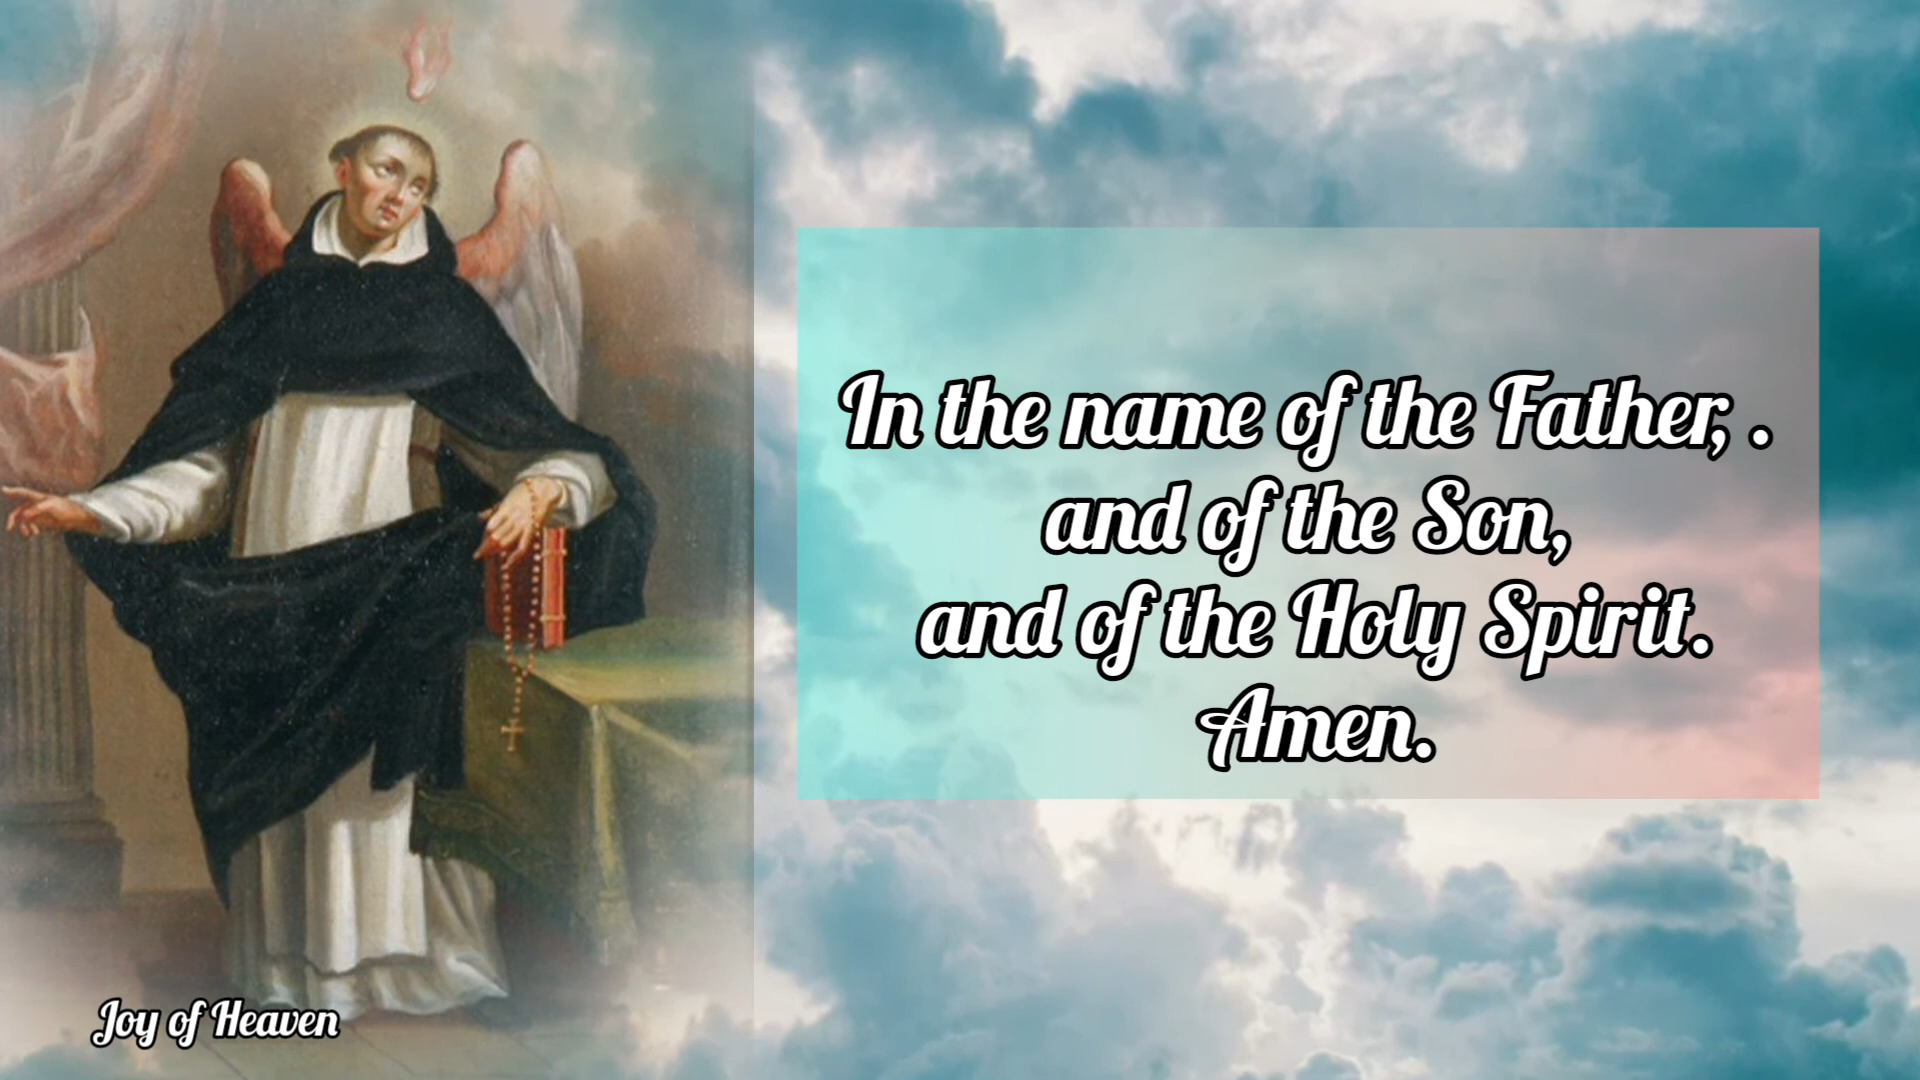 In the name of the Father, .
and of the Son,
and of the Holy Spirit.
Amen.
Joy of Heaven